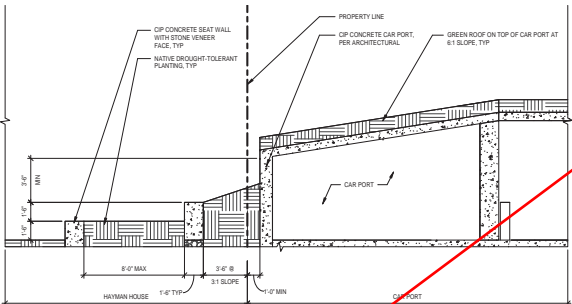 CIP CONCRETE SEAT WALL
WITH STONE VENEER
FACE, TYP
NATIVE DROUGHT-TOLERANT
PLANTING, TYP
PROPERTY LINE
CIP CONCRETE CAR PORT,
PER ARCHITECTURAL
GREEN ROOF ON TOP OF CAR PORT AT
6:1 SLOPE, TYP
3'-6"
MIN
1'-6"
1'-6"
CAR PORT
8'-0" MAX
1'-6" TYP
3'-6" @
3:1 SLOPE
1'-0" MIN
HAYMAN HOUSE
CAR PORT